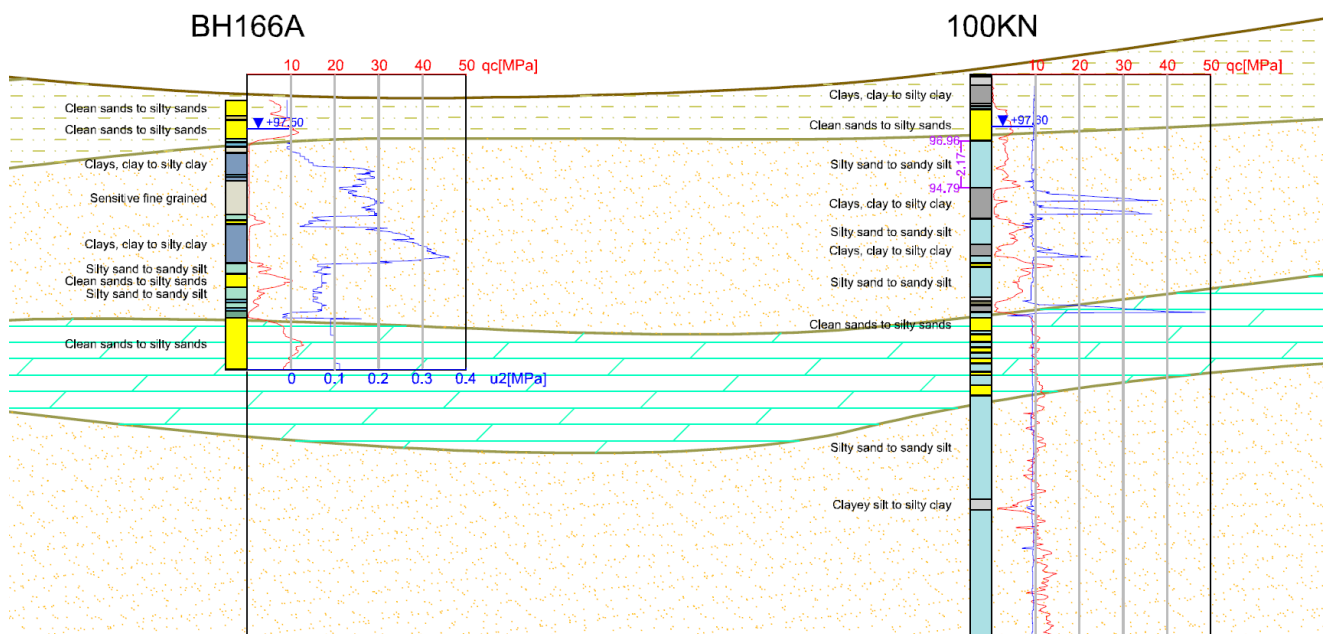 BH166A
100KN
10 20 30 40 50 qc[MPa]
10 20 30 40 50 qc[MPa]
Clean sands to silty sands
Clean sands to silty sands
Clays, clay to silty clay
Sensitive fine grained
Clays, clay to silty clay
Silty sand to sandy silt
Clean sands to silty sands
Silty sand to sandy silt
Clean sands to silty sands
+97.50
0 0.1 0.2 0.3 0.4 u2[MPa]
Clays, clay to silty clay
Clean sands to silty sands
Silty sand to sandy silt
Clays, clay to silty clay
Silty sand to sandy silt
Clays, clay to silty clay
Silty sand to sandy silt
Clean sands to silty sands
Silty sand to sandy silt
Clayey silt to silty clay
96.96
2.17
94.79